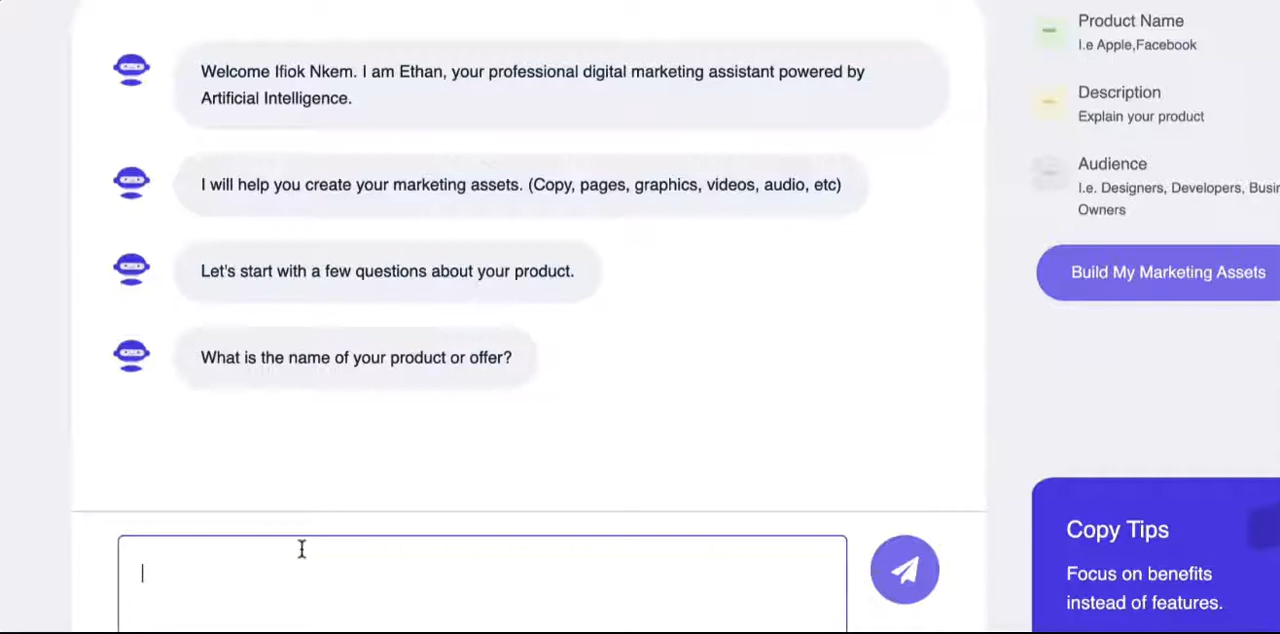 Welcome Ifiok Nkem. I am Ethan, your professional digital marketing assistant powered by
Artificial Intelligence.
I will help you create your marketing assets. (Copy, pages, graphics, videos, audio, etc)
Let's start with a few questions about your product.
What is the name of your product or offer?
Product Name
I.e Apple,Facebook
Description
Explain your product
Audience
I.e. Designers, Developers, Busin
Owners
Build My Marketing Assets
Copy Tips
Focus on benefits
instead of features.